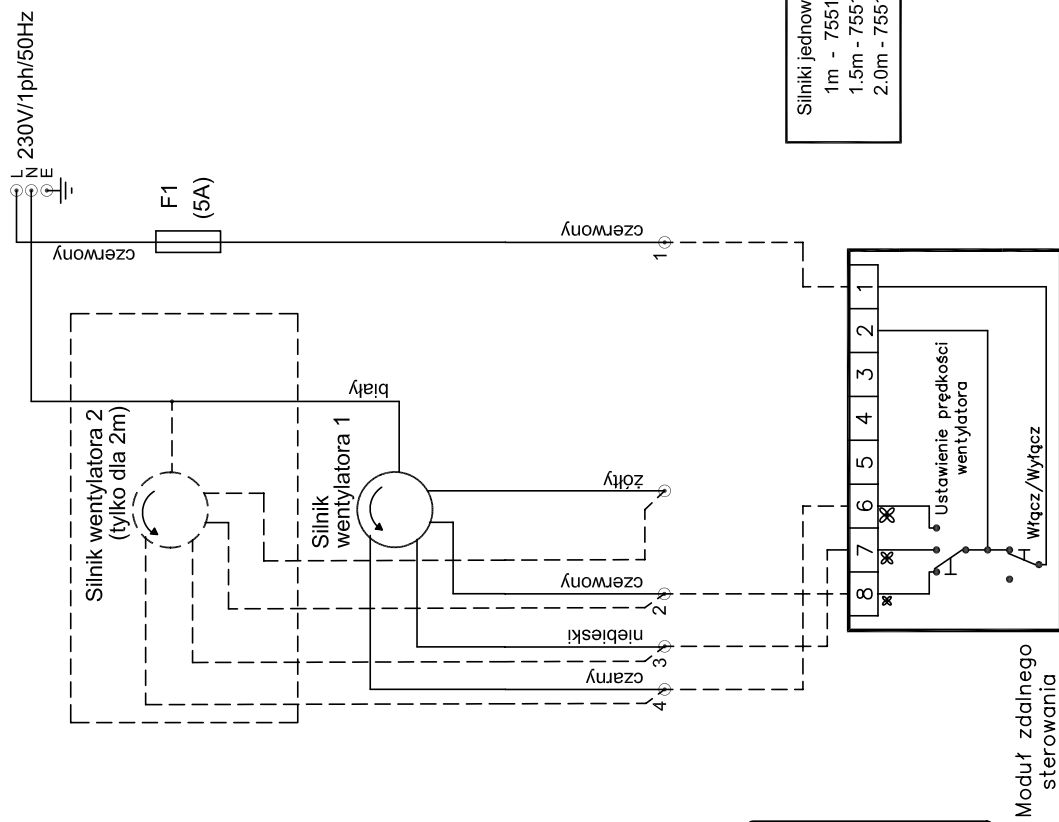 L
N
E
230V/1ph/50Hz
F1
(5A)
czerwony
czerwony
1
Silniki jednow
1m - 7551
1.5m - 7551
2.0m - 755
Silnik wentylatora 2
(tylko dla 2m)
biały
Silnik
wentylatora 1
żółty
czerwony
2
niebieski
3
czarny
4
1
2
3
4
5
6
7
8
Ustawienie prędkości
wentylatora
Włącz/Wyłącz
Moduł zdalnego
sterowania